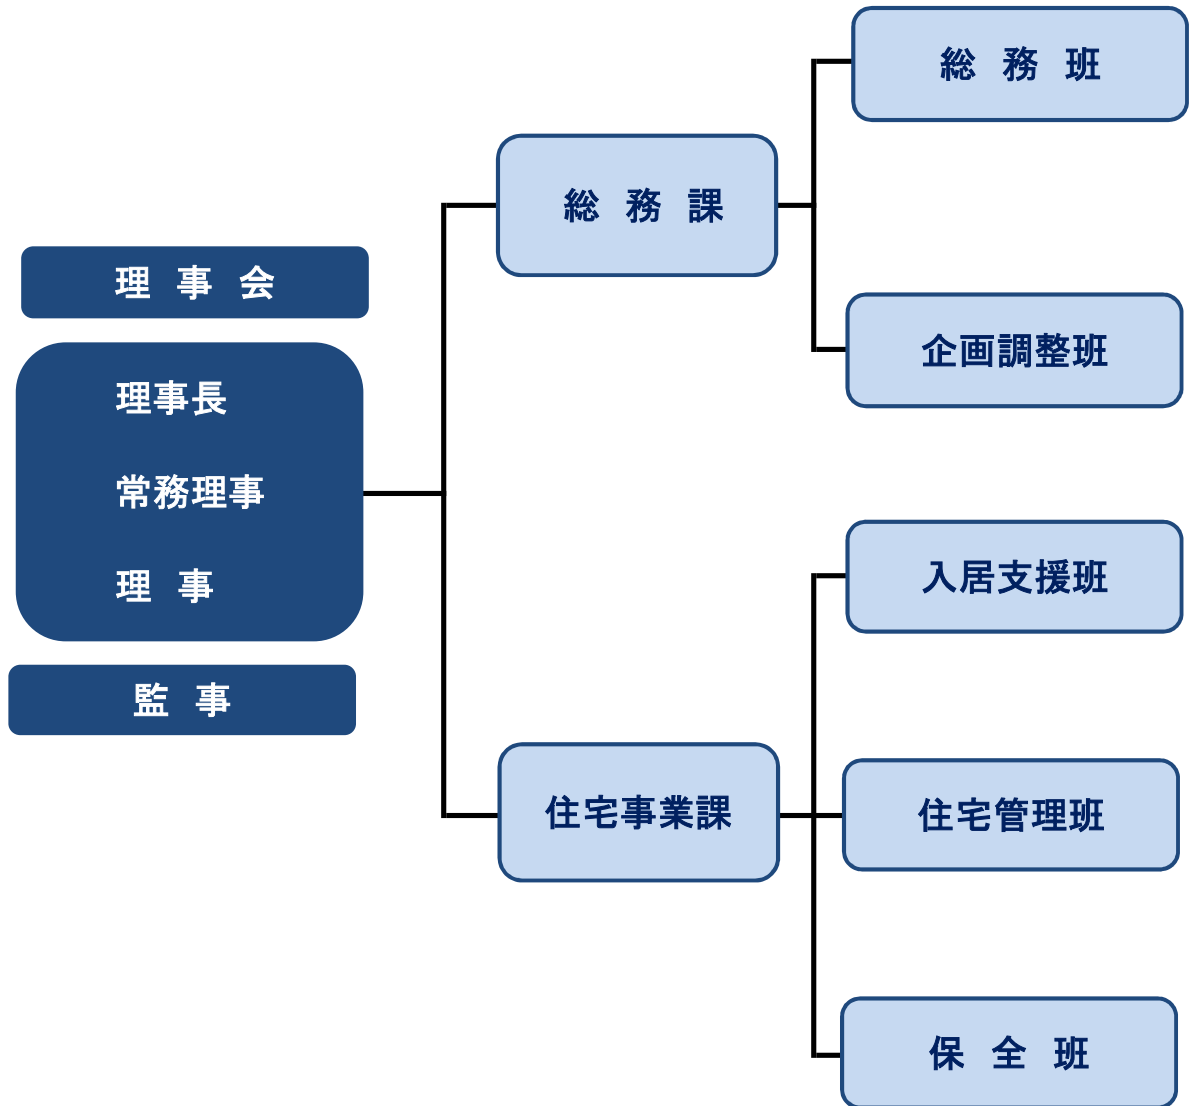 理 事 会
理事長
常務理事
理 事
監 事
総 務 課
住宅事業課
総 務 班
企画調整班
入居支援班
住宅管理班
保 全 班